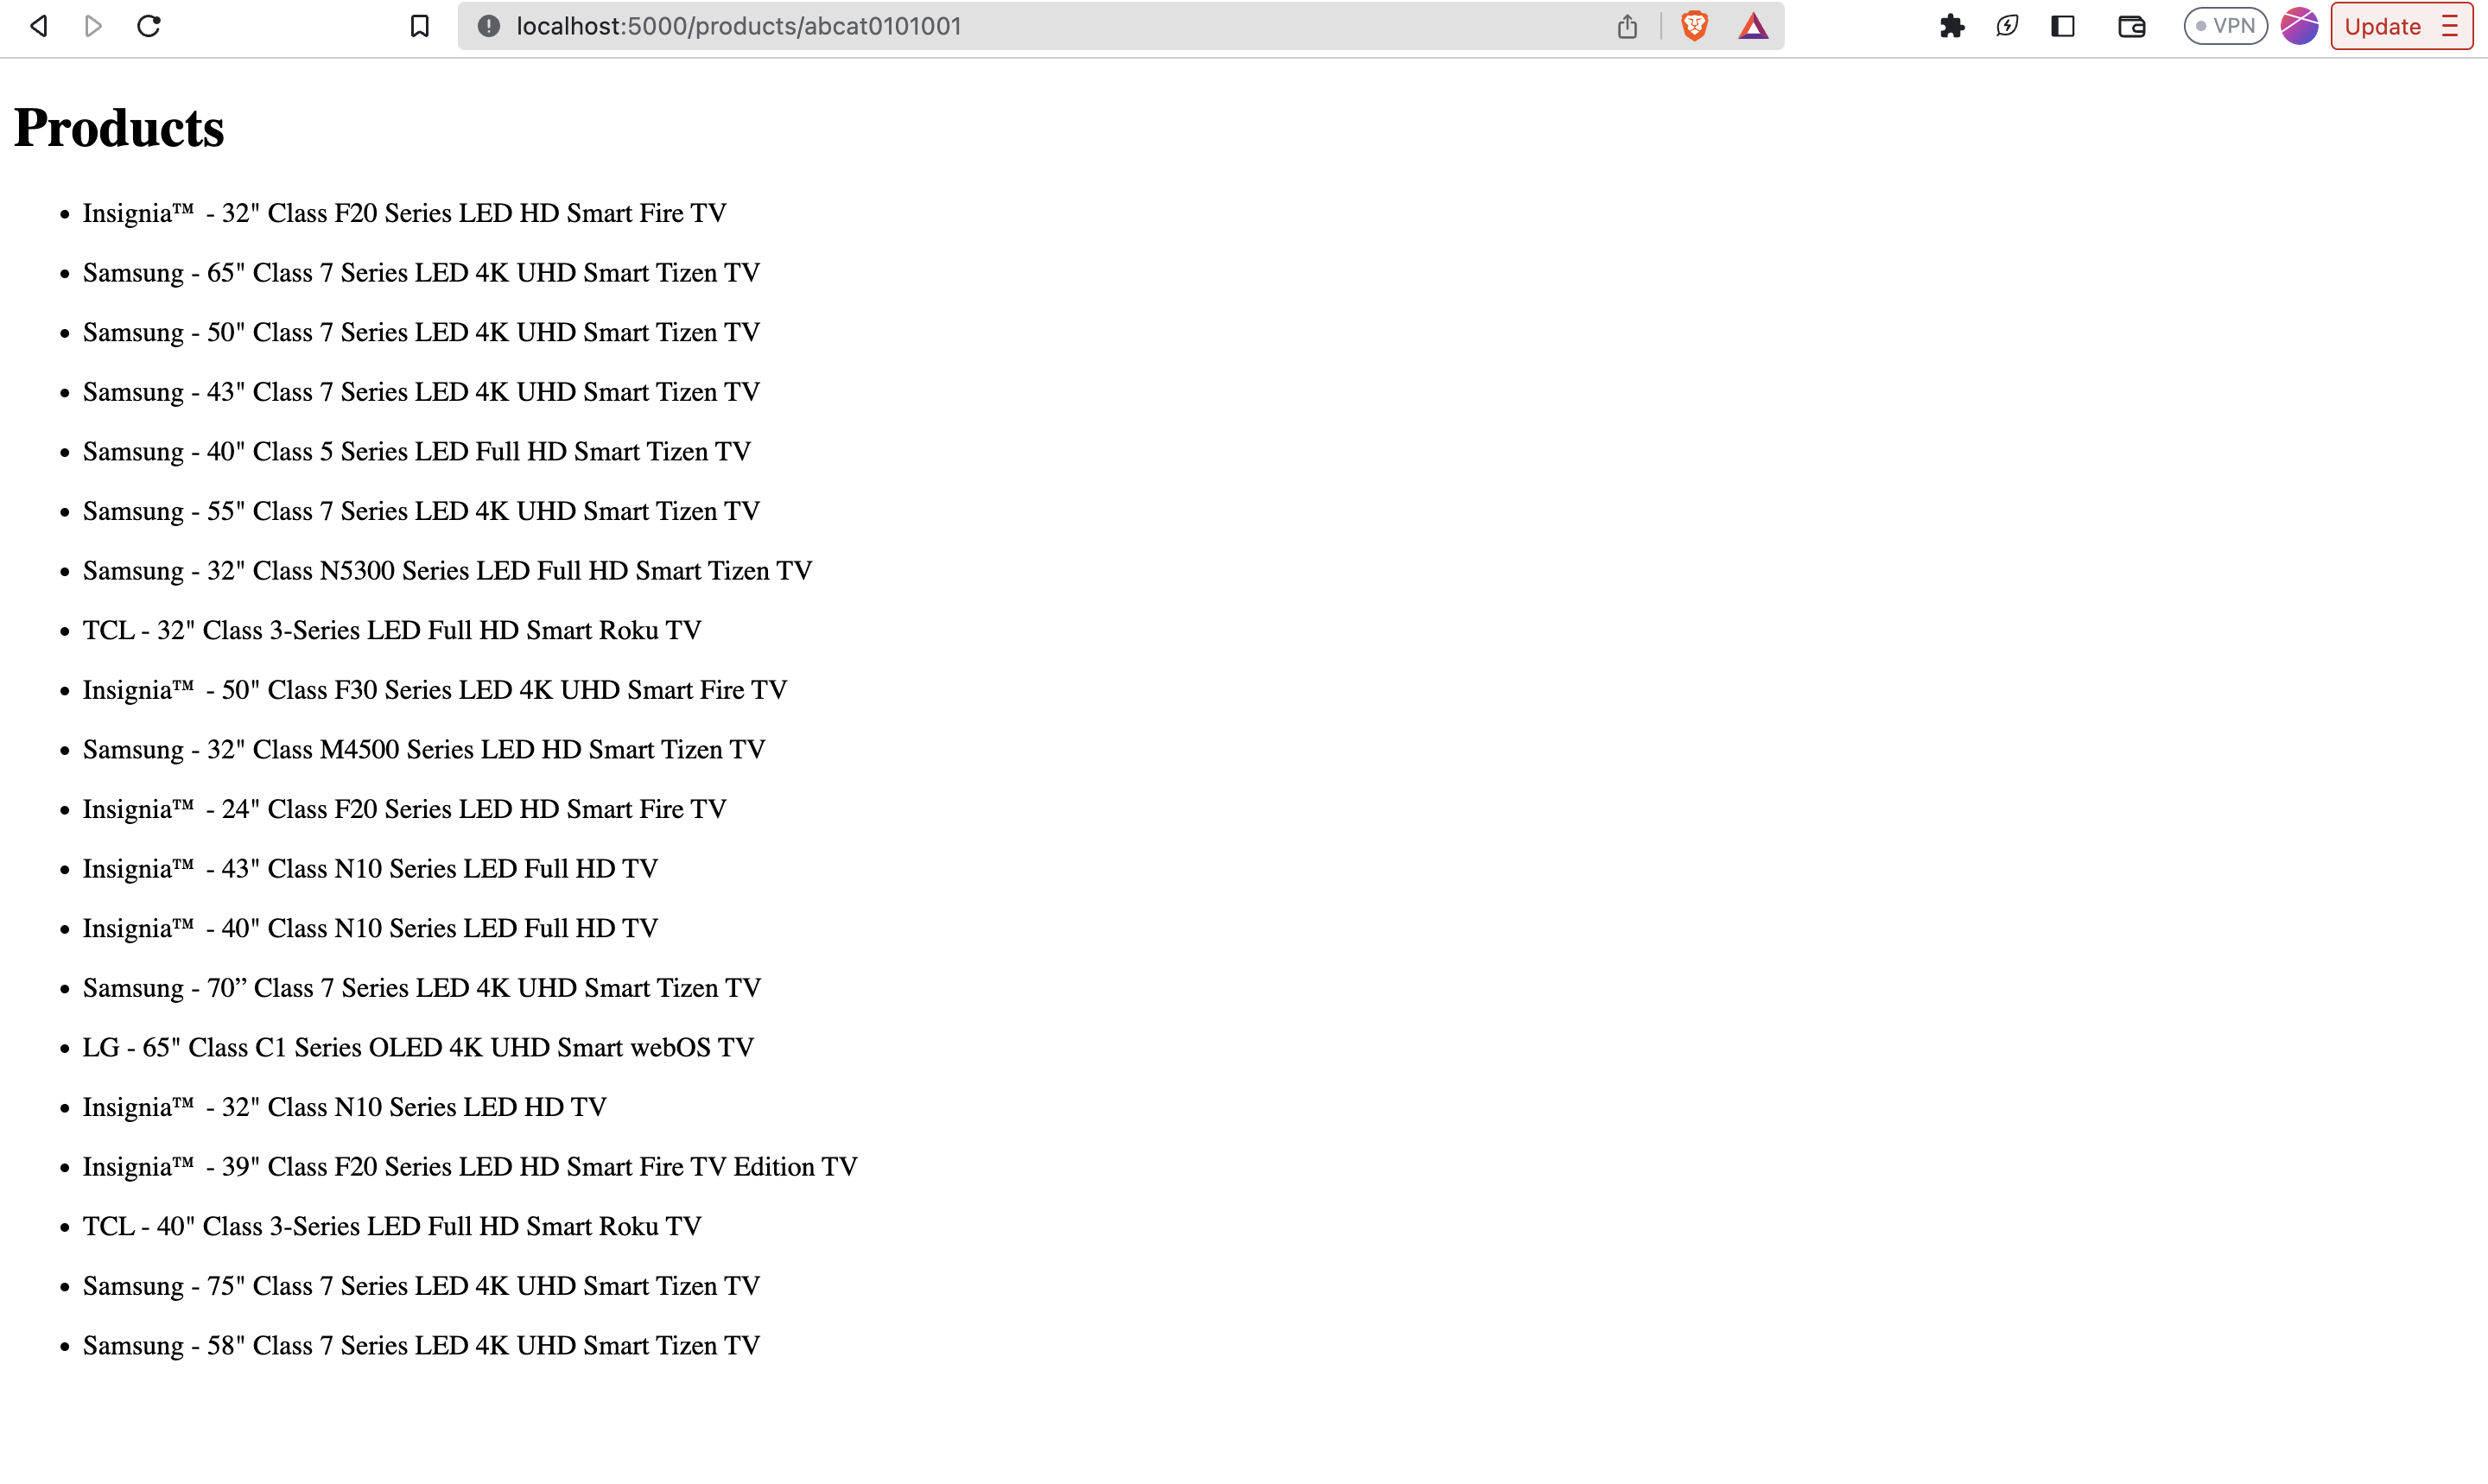 localhost:5000/products/abcat0101001
VPN
Update
Products
Insignia™ - 32" Class F20 Series LED HD Smart Fire TV
Samsung - 65" Class 7 Series LED 4K UHD Smart Tizen TV
Samsung - 50" Class 7 Series LED 4K UHD Smart Tizen TV
Samsung - 43" Class 7 Series LED 4K UHD Smart Tizen TV
Samsung - 40" Class 5 Series LED Full HD Smart Tizen TV
Samsung - 55" Class 7 Series LED 4K UHD Smart Tizen TV
Samsung - 32" Class N5300 Series LED Full HD Smart Tizen TV
TCL - 32" Class 3-Series LED Full HD Smart Roku TV
Insignia™ - 50" Class F30 Series LED 4K UHD Smart Fire TV
Samsung - 32" Class M4500 Series LED HD Smart Tizen TV
Insignia™ - 24" Class F20 Series LED HD Smart Fire TV
Insignia™ - 43" Class N10 Series LED Full HD TV
Insignia™ - 40" Class N10 Series LED Full HD TV
Samsung - 70” Class 7 Series LED 4K UHD Smart Tizen TV
LG - 65" Class C1 Series OLED 4K UHD Smart webOS TV
Insignia™ - 32" Class N10 Series LED HD TV
Insignia™ - 39" Class F20 Series LED HD Smart Fire TV Edition TV
TCL - 40" Class 3-Series LED Full HD Smart Roku TV
Samsung - 75" Class 7 Series LED 4K UHD Smart Tizen TV
Samsung - 58" Class 7 Series LED 4K UHD Smart Tizen TV